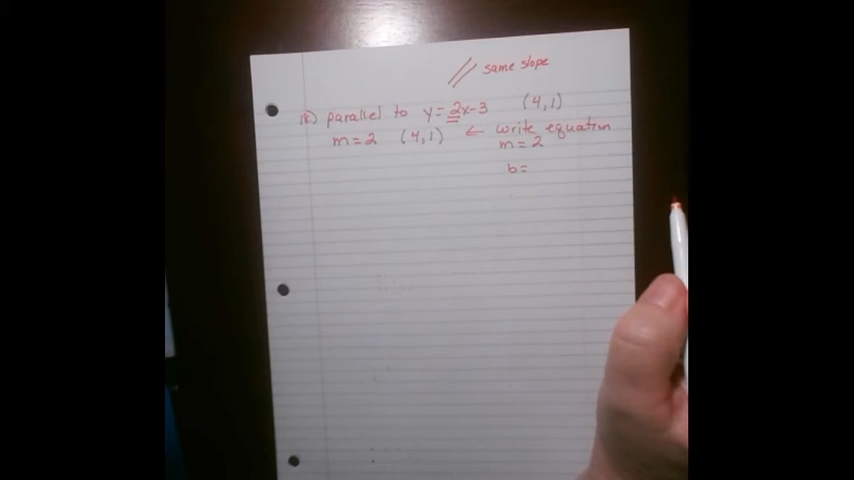 // same slope
18) parallel to y=2x-3 (4,1)
m=2 (4,1) ← write equation
m=2
b=